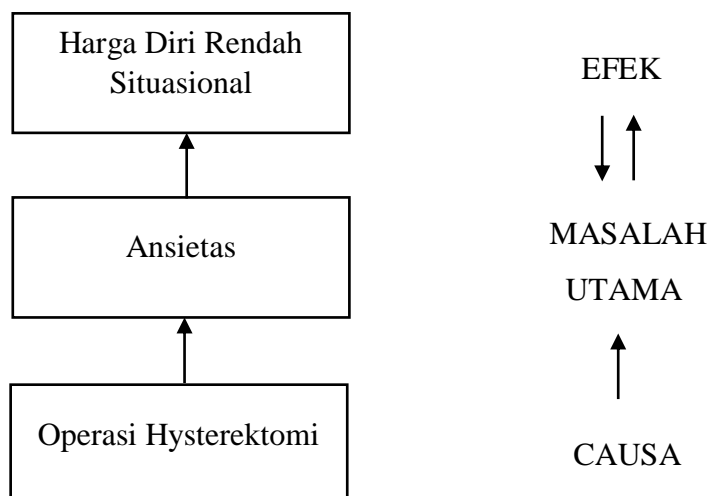 Harga Diri Rendah
Situasional
EFEK
Ansietas
MASALAH
UTAMA
Operasi Hysterektomi
CAUSA